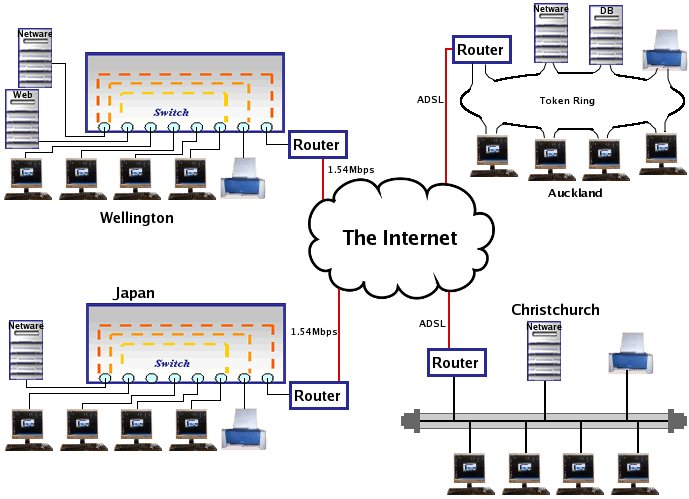 Netware
Web
Switch
Router
1.54Mbps
Wellington
Router
ADSL
Netware
DB
Token Ring
Auckland
The Internet
Japan
Netware
Switch
1.54Mbps
Router
ADSL
Christchurch
Router
Netware